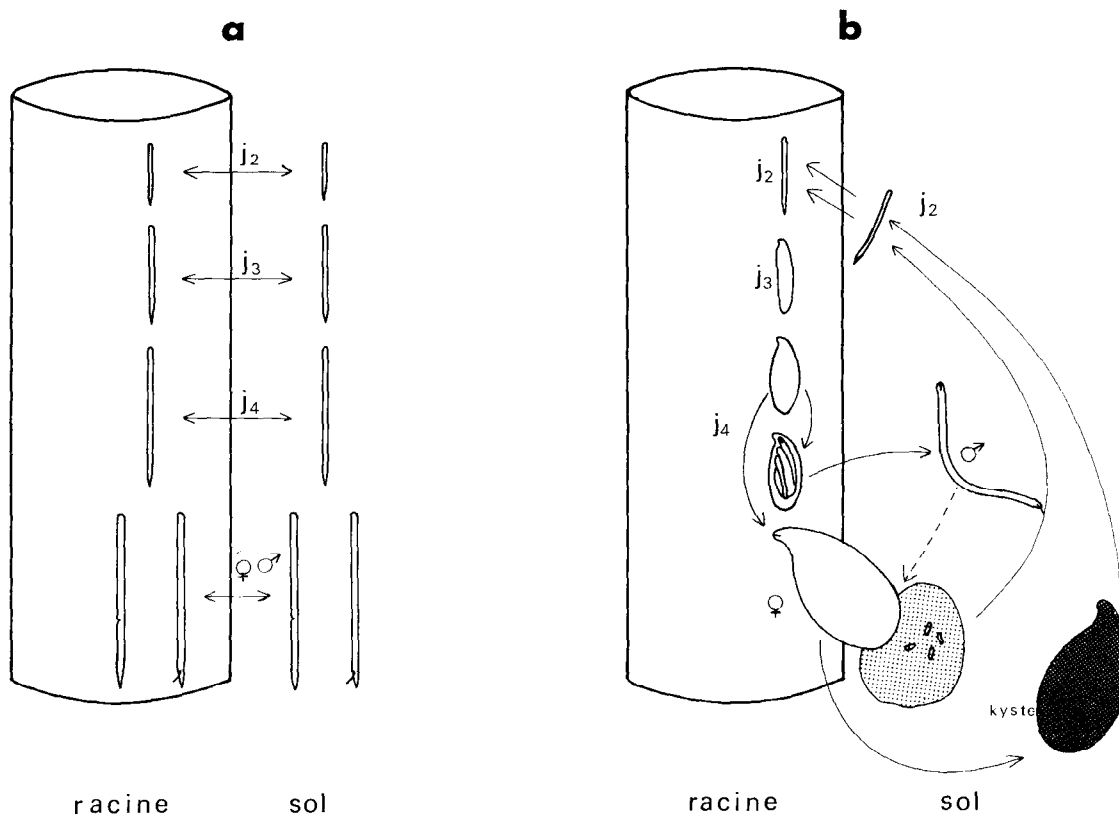 a
j2
j3
j4
♀ ♂
racine sol
b
j2
j2
j3
j4
♂
♀
kyste
racine sol